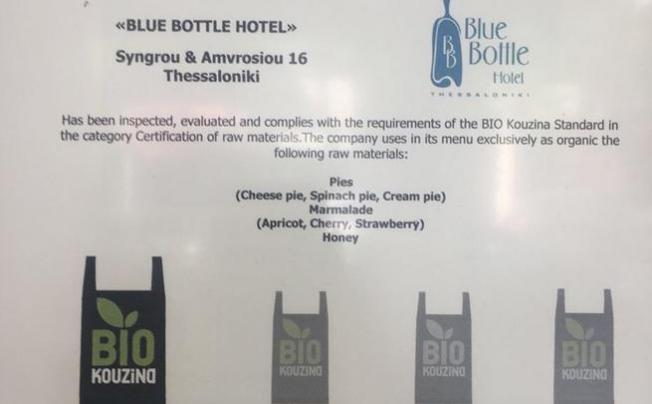 «BLUE BOTTLE HOTEL»
Syngrou & Amvrosiou 16
Thessaloniki
BB
Blue
Bottle
Hotel
THESSALONIKI
Has been inspected, evaluated and complies with the requirements of the BIO Kouzina Standard in
the category Certification of raw materials.The company uses in its menu exclusively as organic the
following raw materials:
Pies
(Cheese pie, Spinach pie, Cream pie)
Marmalade
(Apricot, Cherry, Strawberry)
Honey
BIO
KOUZINA
BIO
KOUZINA
BIO
KOUZINA
BIO
KOUZINA